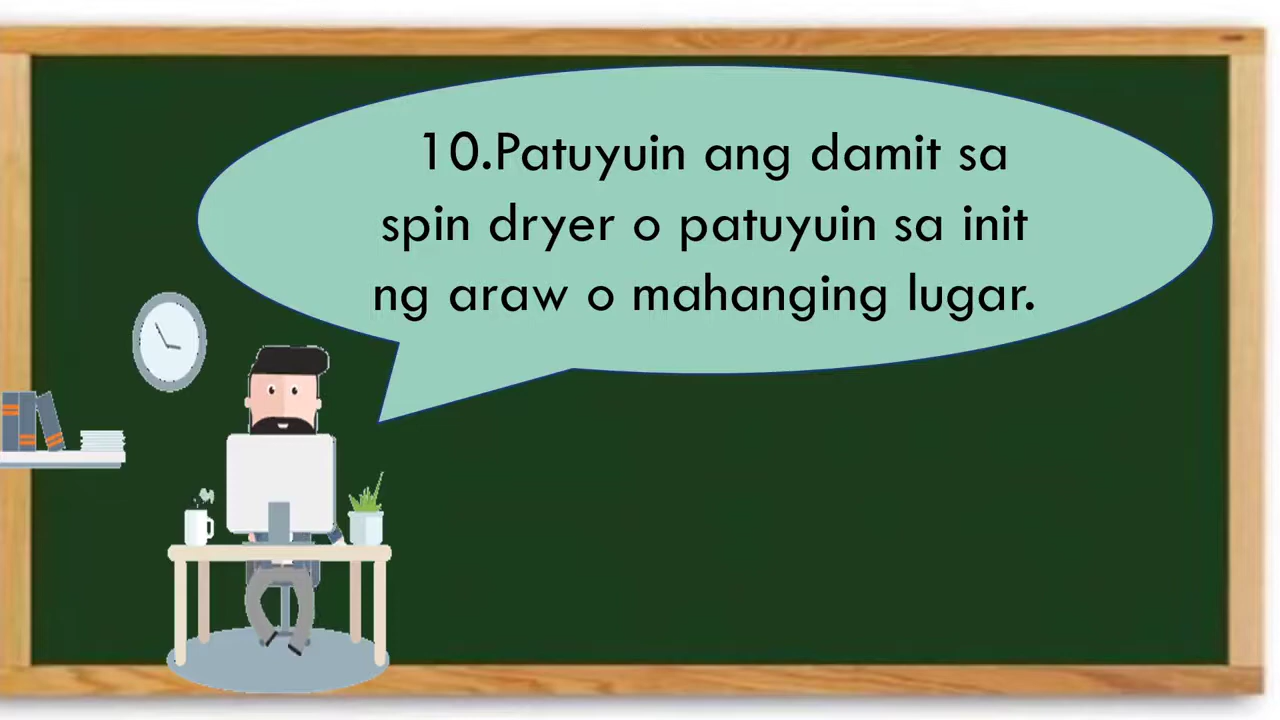 10.Patuyuin ang damit sa
spin dryer o patuyuin sa init
ng araw o mahanging lugar.